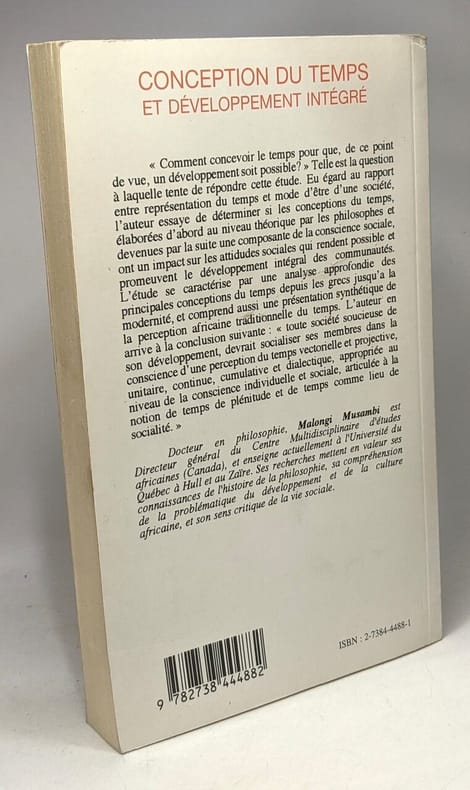 CONCEPTION DU TEMPS
ET DÉVELOPPEMENT INTÉGRÉ
« Comment concevoir le temps pour que, de ce point
de vue, un développement soit possible? » Telle est la question
à laquelle tente de répondre cette étude. Eu égard au rapport
entre représentation du temps et mode d'être d'une société,
l'auteur essaye de déterminer si les conceptions du temps,
élaborées d'abord au niveau théorique par les philosophes et
devenues par la suite une composante de la conscience sociale,
ont un impact sur les attidudes sociales qui rendent possible et
promeuvent le développement intégral des communautés.
L'étude se caractérise par une analyse approfondie des
principales conceptions du temps depuis les grecs jusqu'a la
modernité, et comprend aussi une présentation synthétique de
la perception africaine traditionnelle du temps. L'auteur en
arrive à la conclusion suivante : « toute société soucieuse de
son développement, devrait socialiser ses membres dans la
conscience d'une perception du temps vectorielle et projective,
unitaire, continue, cumulative et dialectique, appropriée au
niveau de la conscience individuelle et sociale, articulée à la
notion de temps de plénitude et de temps comme lieu de
socialité. »
Docteur en philosophie, Malongi Musambi est
Directeur général du Centre Multidisciplinaire d'études
africaines (Canada), et enseigne actuellement à l'Université du
Québec à Hull et au Zaïre. Ses recherches mettent en valeur ses
connaissances de l'histoire de la philosophie, sa compréhension
de la problématique du développement et de la culture
africaine, et son sens critique de la vie sociale.
ISBN : 2-7384-4488-1
9 782738 444882